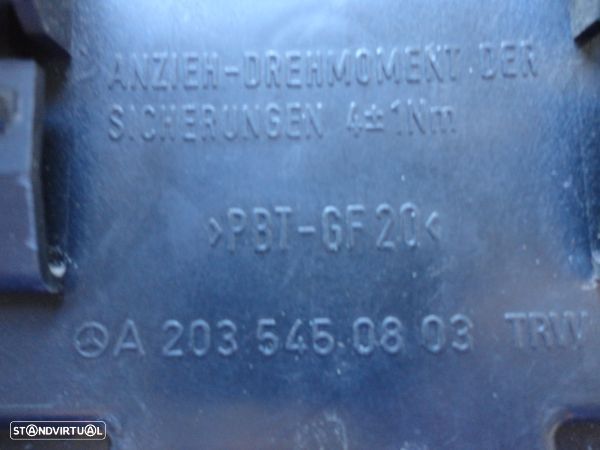 ANZIEH-DREHMOMENT DER
SICHERUNGEN 4±1Nm
>PBT-GF20<
A 203 545 08 03 TRW
STANDVIRTUAL